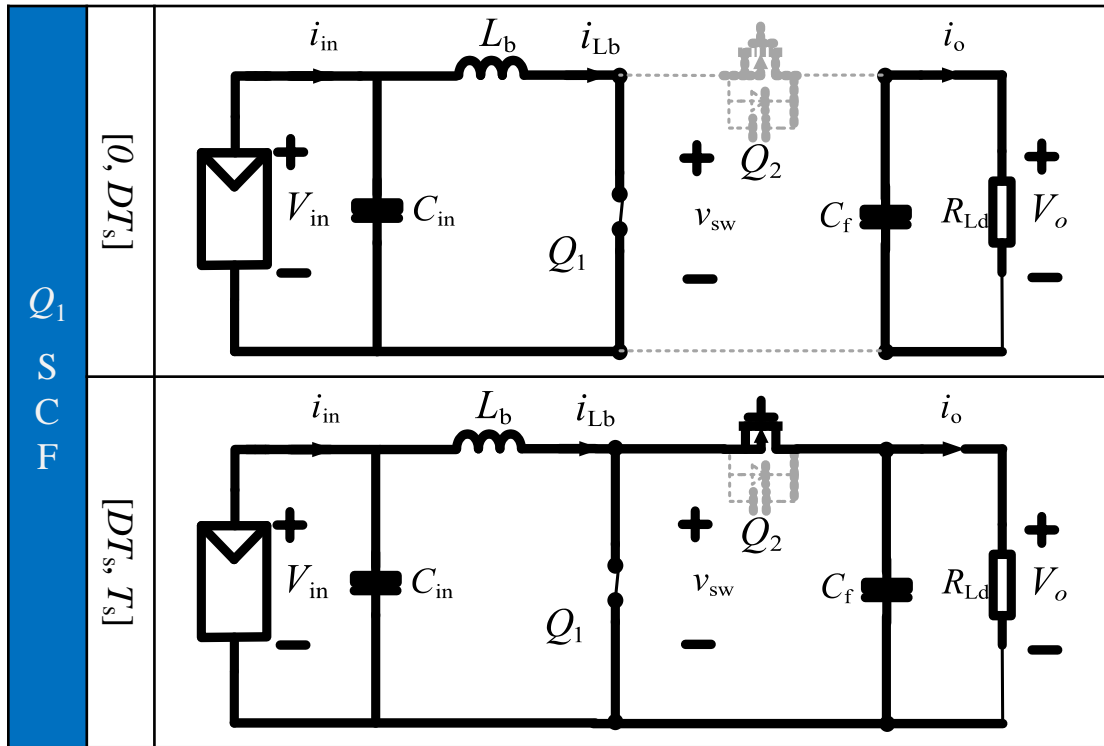 Q1
S
C
F
[0, DTs]
iin
Lb
iLb
io
+
Vin
−
Cin
Q1
+
vsw
−
Q2
Cf
RLd
+
Vo
−
[DTs, Ts]
iin
Lb
iLb
io
+
Vin
−
Cin
Q1
+
vsw
−
Q2
Cf
RLd
+
Vo
−